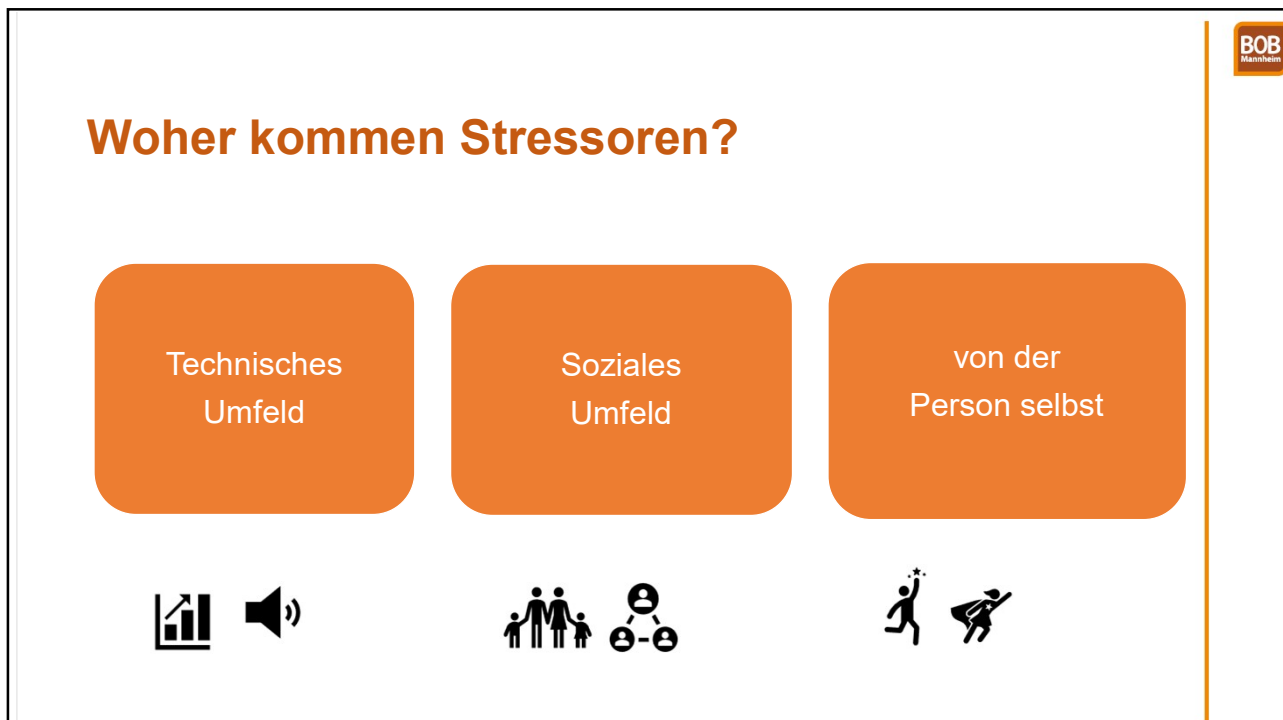 BOB
Mannheim
Woher kommen Stressoren?
Technisches
Umfeld
Soziales
Umfeld
von der
Person selbst